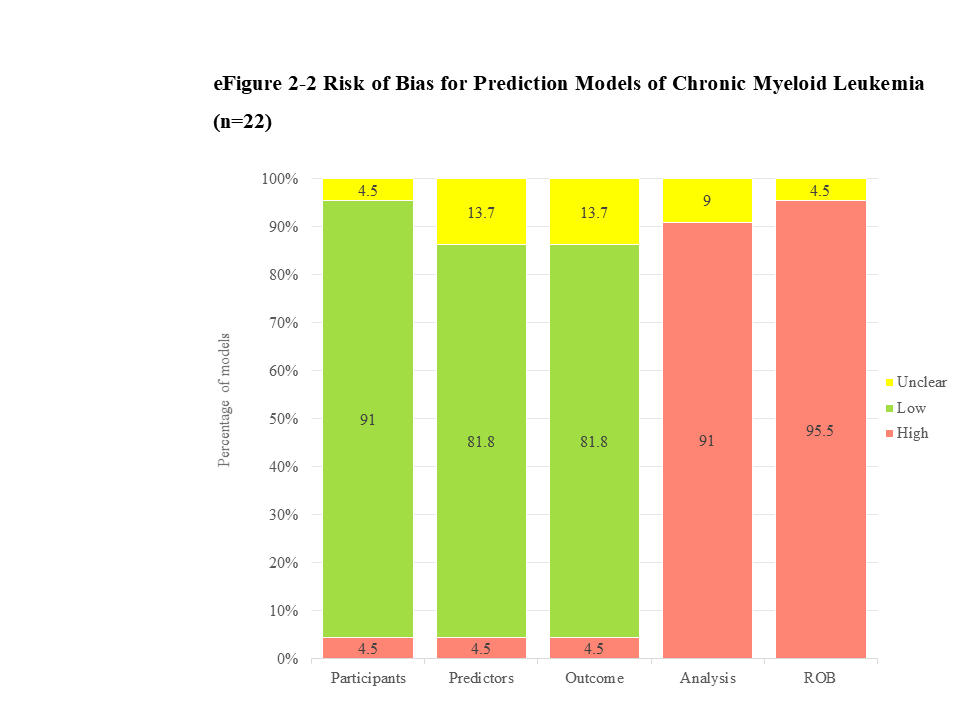 eFigure 2-2 Risk of Bias for Prediction Models of Chronic Myeloid Leukemia
(n=22)
100%
90%
80%
70%
60%
50%
40%
30%
20%
10%
0%
Percentage of models
4.5
13.7
13.7
9
4.5
91
81.8
81.8
91
95.5
4.5
4.5
4.5
Participants
Predictors
Outcome
Analysis
ROB
Unclear
Low
High